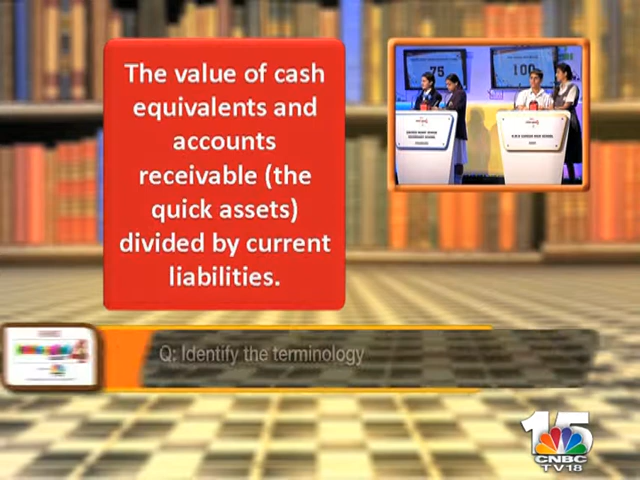 The value of cash
equivalents and
accounts
receivable (the
quick assets)
divided by current
liabilities.
75
100
Q: Identify the terminology
15
CNBC
TV18